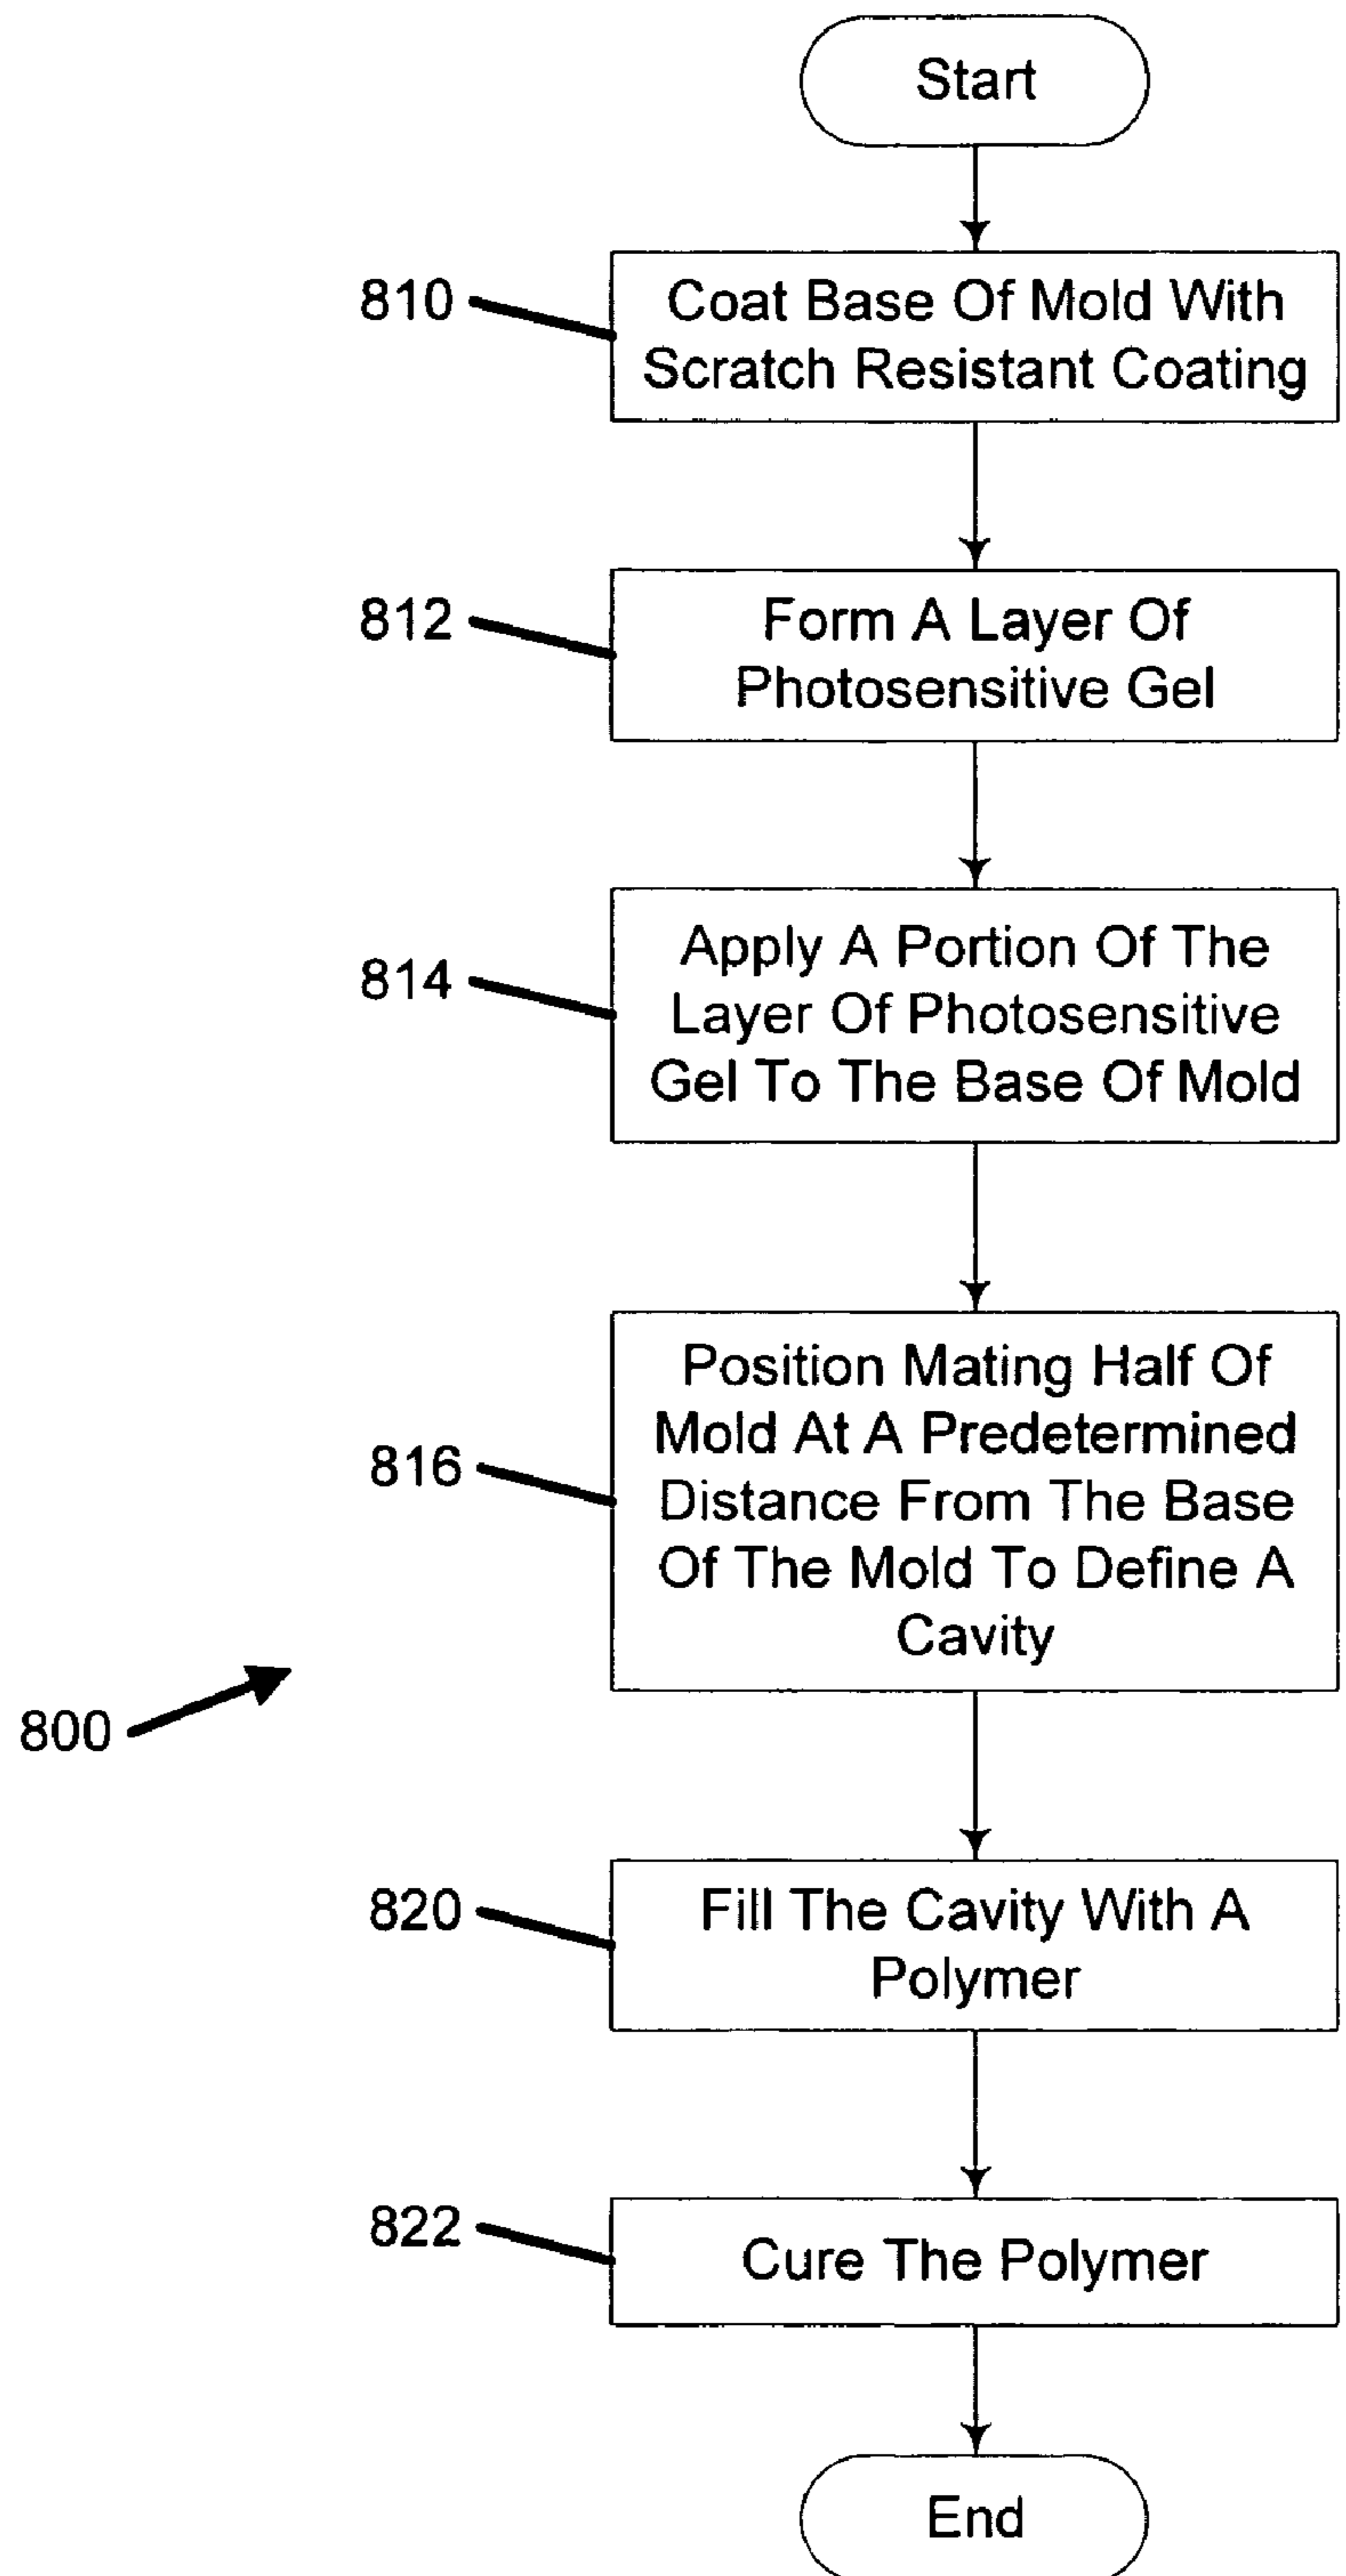 Start
810
Coat Base Of Mold With
Scratch Resistant Coating
812
Form A Layer Of
Photosensitive Gel
814
Apply A Portion Of The
Layer Of Photosensitive
Gel To The Base Of Mold
816
Position Mating Half Of
Mold At A Predetermined
Distance From The Base
Of The Mold To Define A
Cavity
800
820
Fill The Cavity With A
Polymer
822
Cure The Polymer
End